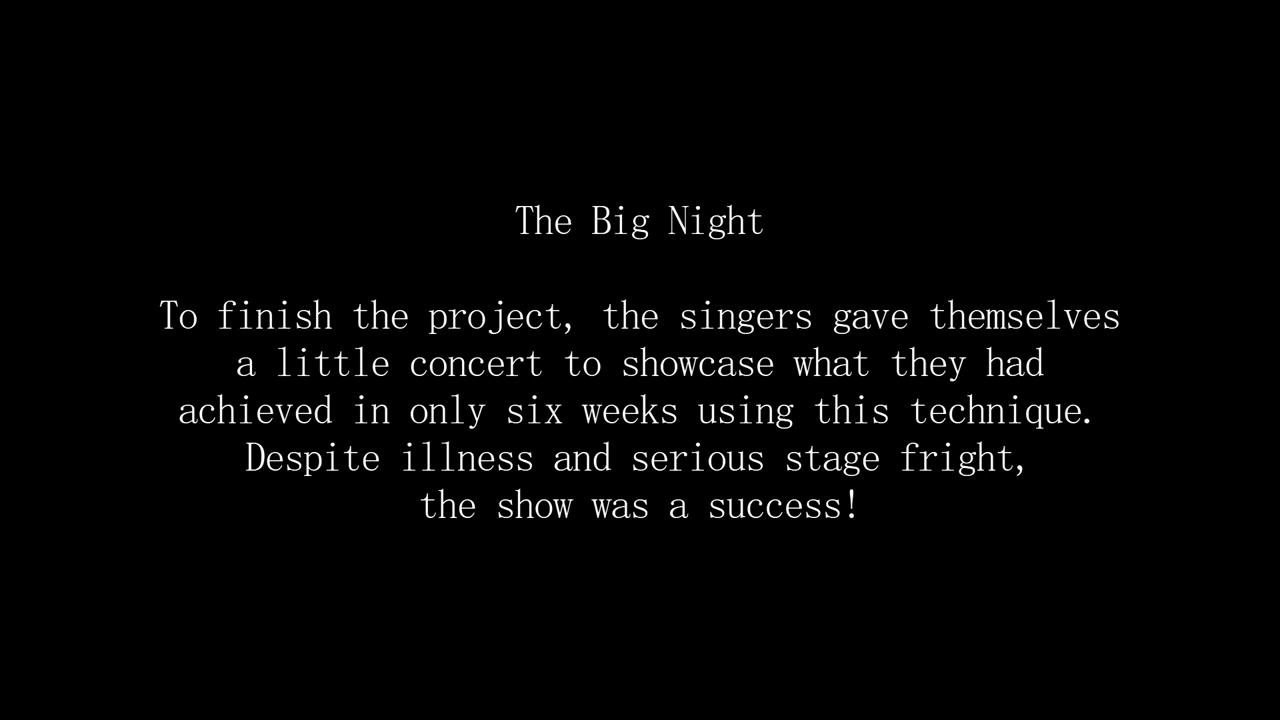 The Big Night
To finish the project, the singers gave themselves
a little concert to showcase what they had
achieved in only six weeks using this technique.
Despite illness and serious stage fright,
the show was a success!